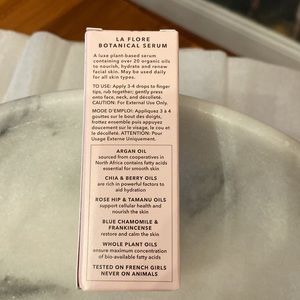 LA FLORE
BOTANICAL SERUM
A luxe plant-based serum
containing over 20 organic oils
to nourish, hydrate and renew
facial skin. May be used daily
for all skin types.
TO USE: Apply 3-4 drops to finger
tips, rub together; gently press
onto face, neck, and décolleté.
CAUTION: For External Use Only.
MODE D'EMPLOI: Appliquez 3 à 4
gouttes sur le bout des doigts,
frottez ensemble puis appuyez
doucement sur le visage, le cou et
le décolleté. ATTENTION: Pour
Usage Externe Uniquement.
ARGAN OIL
sourced from cooperatives in
North Africa contains fatty acids
essential for smooth skin
CHIA & BERRY OILS
are rich in powerful factors to
aid hydration
ROSE HIP & TAMANU OILS
support cellular health and
nourish the skin
BLUE CHAMOMILE &
FRANKINCENSE
restore and calm the skin
WHOLE PLANT OILS
ensure maximum concentration
of bio-available fatty acids
TESTED ON FRENCH GIRLS
NEVER ON ANIMALS